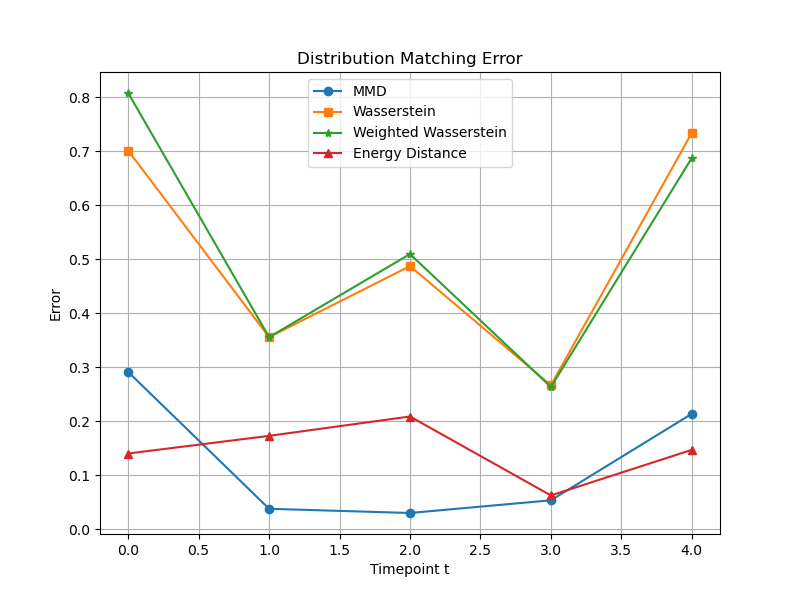 Distribution Matching Error
MMD
Wasserstein
Weighted Wasserstein
Energy Distance
Error
0.8
0.7
0.6
0.5
0.4
0.3
0.2
0.1
0.0
0.0 0.5 1.0 1.5 2.0 2.5 3.0 3.5 4.0
Timepoint t